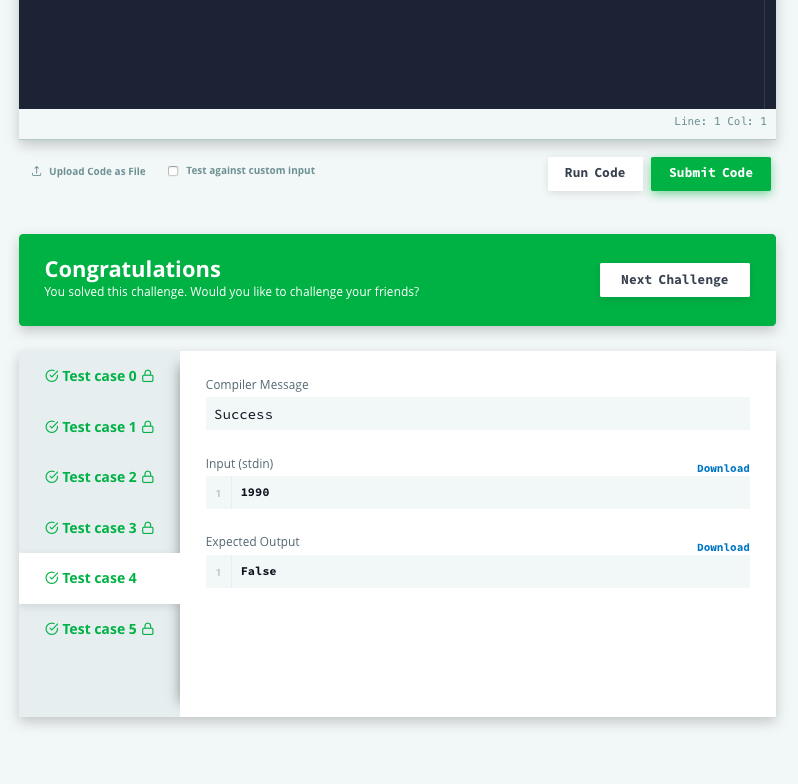 Line: 1 Col: 1
Upload Code as File
Test against custom input
Run Code
Submit Code
Congratulations
You solved this challenge. Would you like to challenge your friends?
Next Challenge
Test case 0
Test case 1
Test case 2
Test case 3
Test case 4
Test case 5
Compiler Message
Success
Input (stdin)
Download
1 1990
Expected Output
Download
1 False